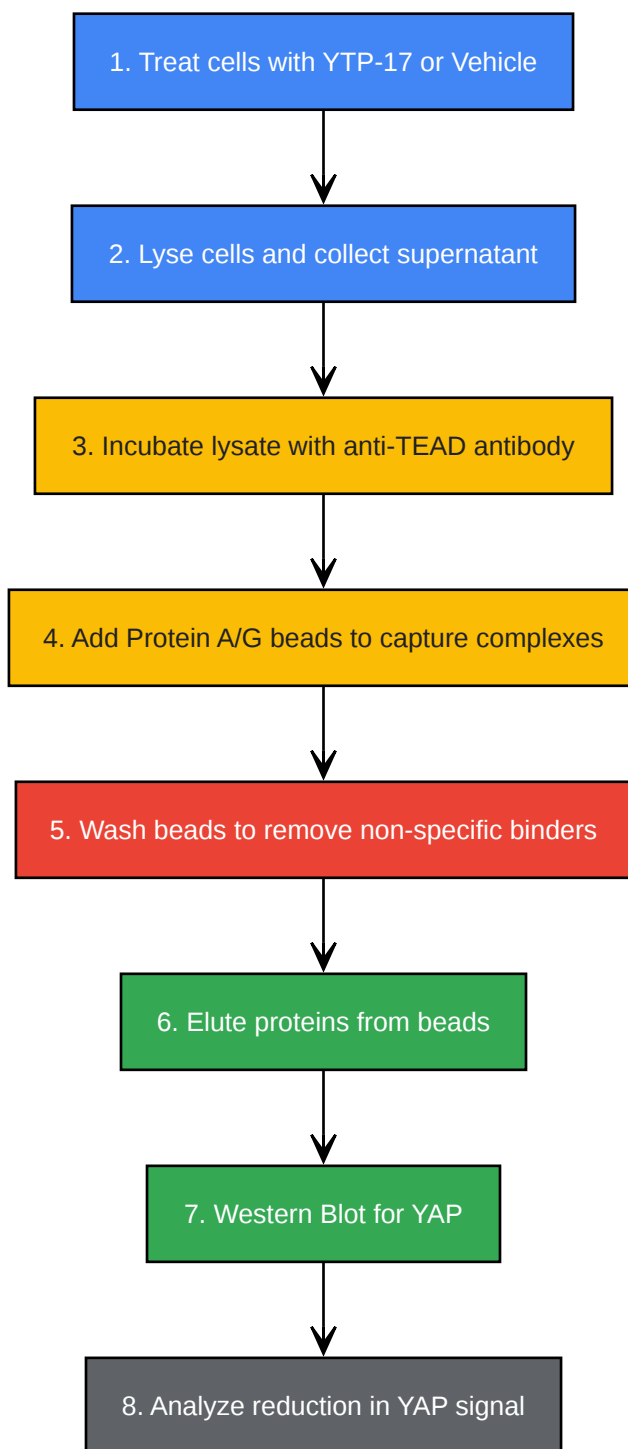 1. Treat cells with YTP-17 or Vehicle
2. Lyse cells and collect supernatant
3. Incubate lysate with anti-TEAD antibody
4. Add Protein A/G beads to capture complexes
5. Wash beads to remove non-specific binders
6. Elute proteins from beads
7. Western Blot for YAP
8. Analyze reduction in YAP signal